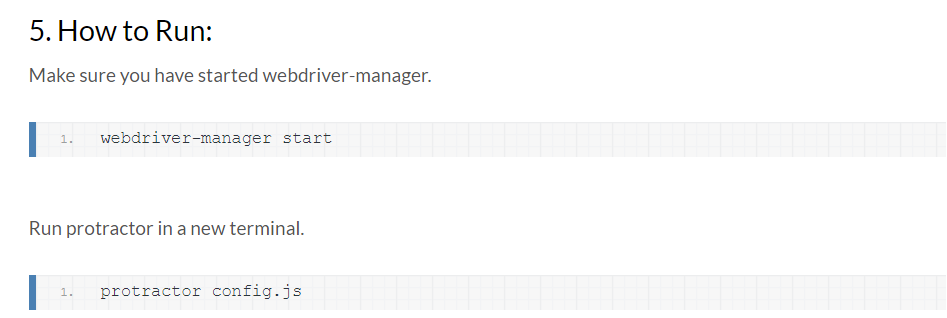 5. How to Run:
Make sure you have started webdriver-manager.
1. webdriver-manager start
Run protractor in a new terminal.
1. protractor config.js